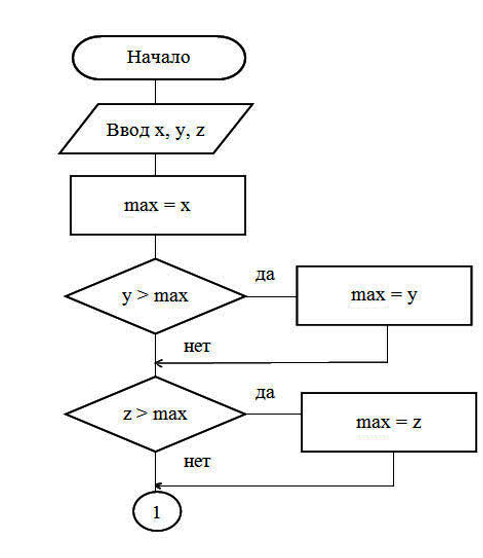 Начало
Ввод x, y, z
max = x
y > max
да
max = y
нет
z > max
да
max = z
нет
1